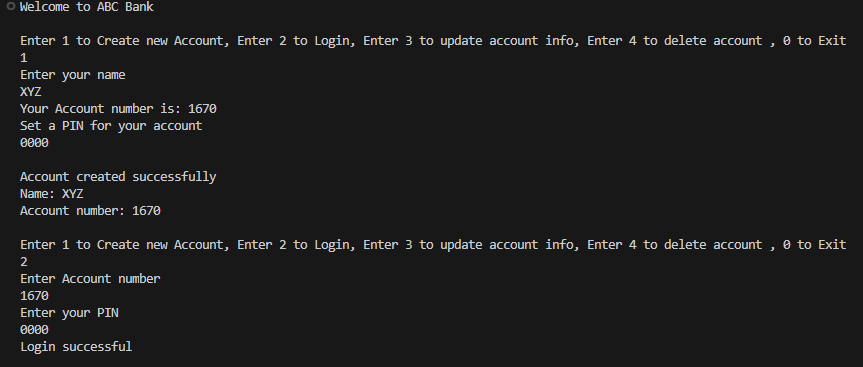 Welcome to ABC Bank
Enter 1 to Create new Account, Enter 2 to Login, Enter 3 to update account info, Enter 4 to delete account , 0 to Exit
1
Enter your name
XYZ
Your Account number is: 1670
Set a PIN for your account
0000
Account created successfully
Name: XYZ
Account number: 1670
Enter 1 to Create new Account, Enter 2 to Login, Enter 3 to update account info, Enter 4 to delete account , 0 to Exit
2
Enter Account number
1670
Enter your PIN
0000
Login successful